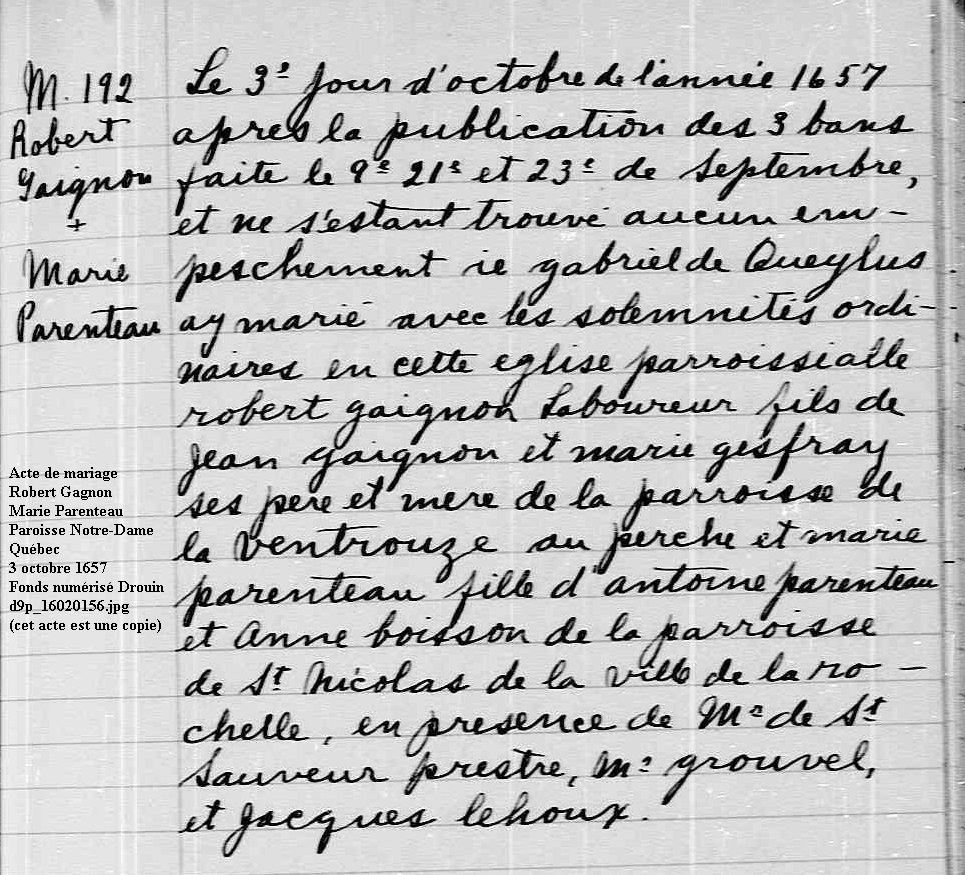 M. 192
Robert
Gaignon
+
Marie
Parenteau
Le 3e jour d'octobre de l'année 1657
apres la publication des 3 bans
faite le 9e 21e et 23e de Septembre,
et ne s'estant trouvé aucun em-
peschement ie gabriel de Queylus
ay marié avec les solemnités ordi-
naires en cette eglise parroissialle
robert gaignon Laboureur fils de
Jean gaignon et marie gesfray
ses pere et mere de la parroisse de
la Ventrouze au perche et marie
parenteau fille d'antoine parenteau
et Anne boisson de la parroisse
de St Nicolas de la ville de la ro-
chelle, en presence de Mr de St
Sauveur prestre, mr grouvel,
et Jacques lehoux.
Acte de mariage
Robert Gagnon
Marie Parenteau
Paroisse Notre-Dame
Québec
3 octobre 1657
Fonds numérisé Drouin
d9p_16020156.jpg
(cet acte est une copie)